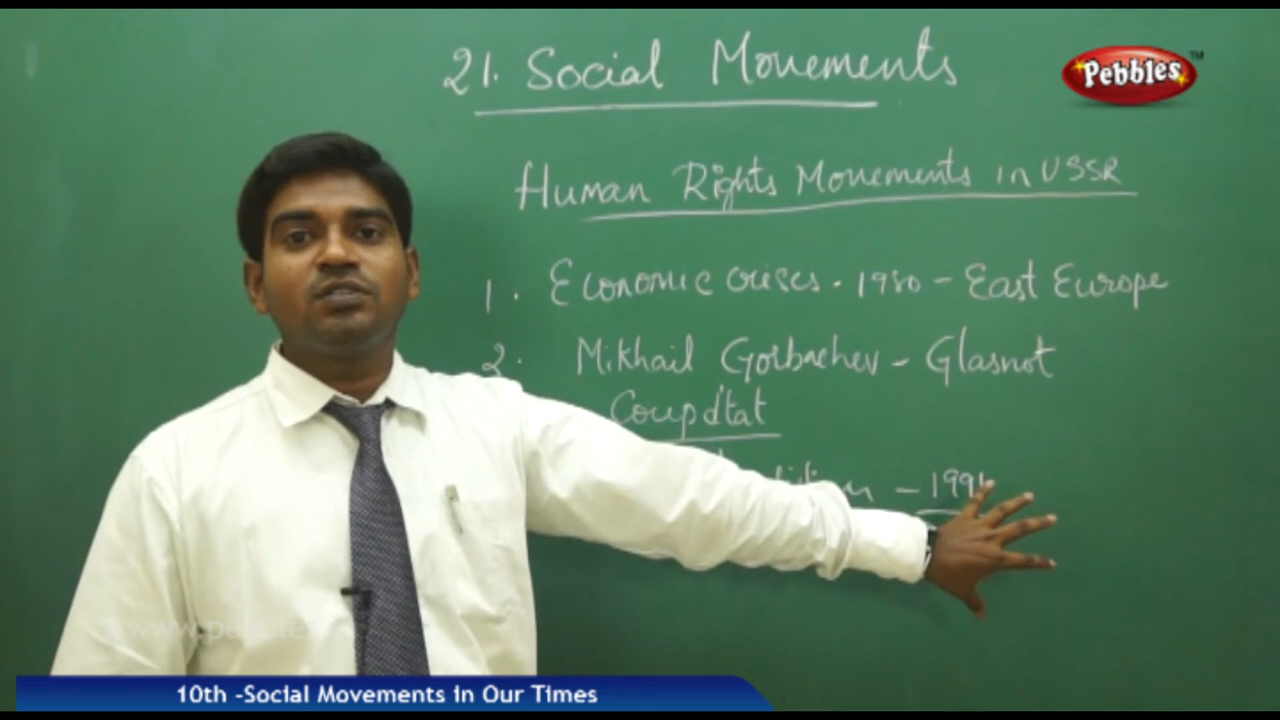 21. Social Movements
Pebbles™
Human Rights Movements in USSR
1. Economic crises. 1980 - East Europe
2. Mikhail Gorbachev - Glasnot
Coupd'tat
10th -Social Movements in Our Times